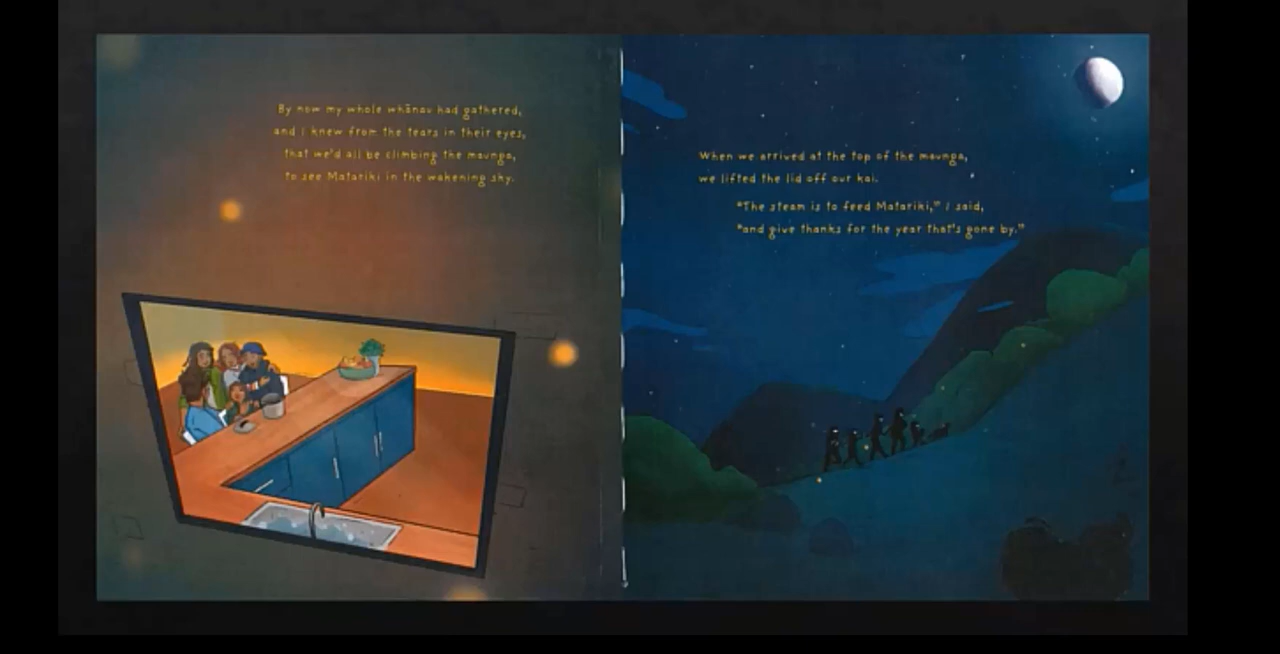 By now my whole whānau had gathered,
and I knew from the tears in their eyes,
that we'd all be climbing the maunga,
to see Matariki in the wakening sky.
When we arrived at the top of the maunga,
we lifted the lid off our kai.
"The steam is to feed Matariki," I said,
"and give thanks for the year that's gone by."